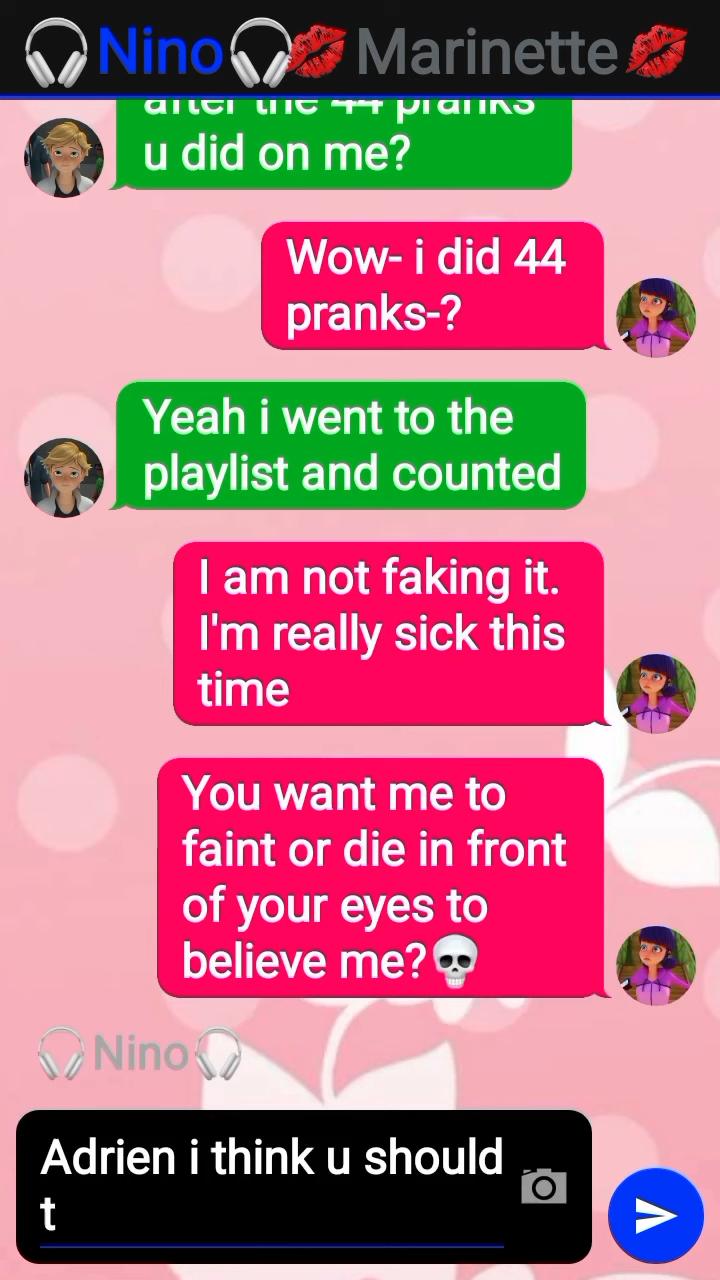 🎧Nino🎧💋Marinette💋
after the 44 pranks
u did on me?
Wow- i did 44
pranks-?
Yeah i went to the
playlist and counted
I am not faking it.
I'm really sick this
time
You want me to
faint or die in front
of your eyes to
believe me?💀
🎧Nino🎧
Adrien i think u should
t